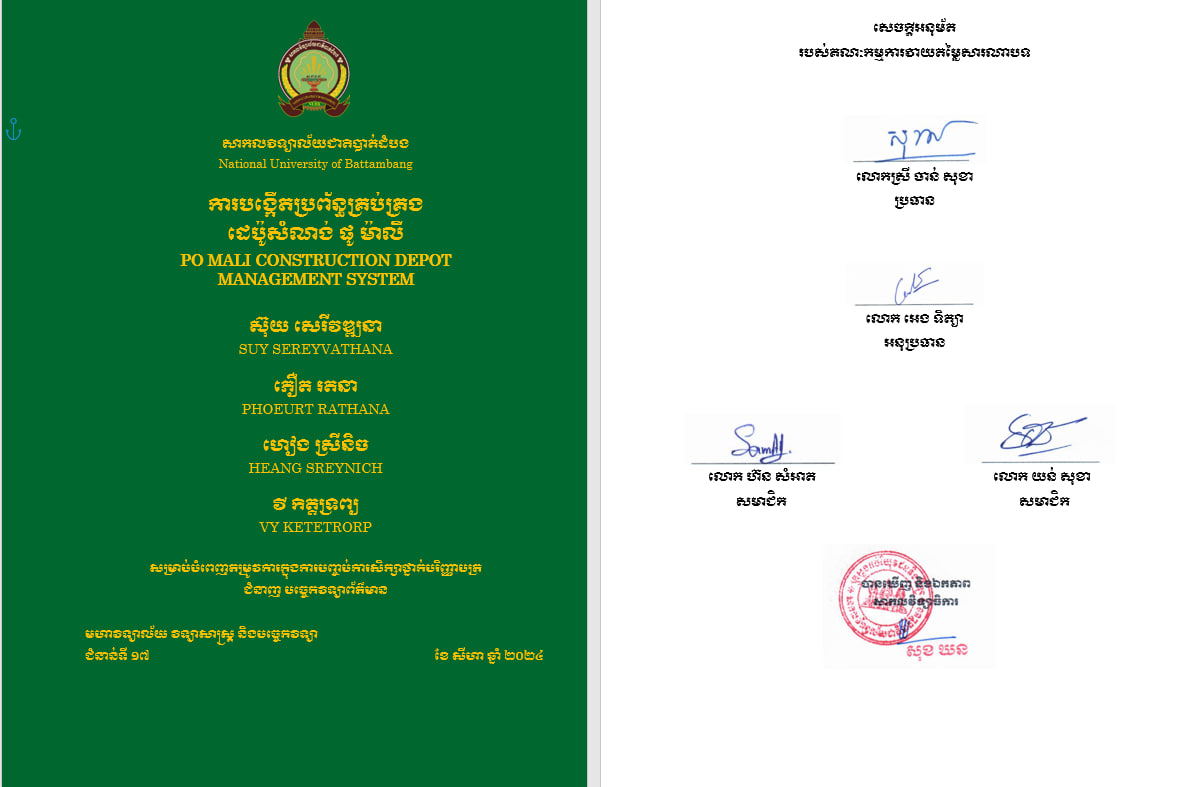 សាកលវិទ្យាល័យជាតិបាត់ដំបង
National University of Battambang
ការបង្កើតប្រព័ន្ធគ្រប់គ្រង
ដេប៉ូសំណង់ ផូ ម៉ាលី
PO MALI CONSTRUCTION DEPOT
MANAGEMENT SYSTEM
ស៊ុយ សេរីវឌ្ឍនា
SUY SEREYVATHANA
ភឿត រតនា
PHOEURT RATHANA
ហៀង ស្រីនិច
HEANG SREYNICH
វី កិត្តទ្រព្យ
VY KETETRORP
សម្រាប់បំពេញតម្រូវការក្នុងការបញ្ចប់ការសិក្សាថ្នាក់បរិញ្ញាបត្រ
ជំនាញ បច្ចេកវិទ្យាព័ត៌មាន
មហាវិទ្យាល័យ វិទ្យាសាស្ត្រ និងបច្ចេកវិទ្យា
ជំនាន់ទី ១៧
ខែ សីហា ឆ្នាំ ២០២៤
សេចក្ដីអនុម័ត
របស់គណៈកម្មការវាយតម្លៃសារណាបទ
លោកស្រី ចាន់ សុខា
ប្រធាន
លោក អេង ទិត្យា
អនុប្រធាន
លោក ហ៊ន សំអាត
សមាជិក
លោក យន់ សុខា
សមាជិក
បានឃើញ និងឯកភាព
សាកលវិទ្យាធិការ
សុខ ឃន